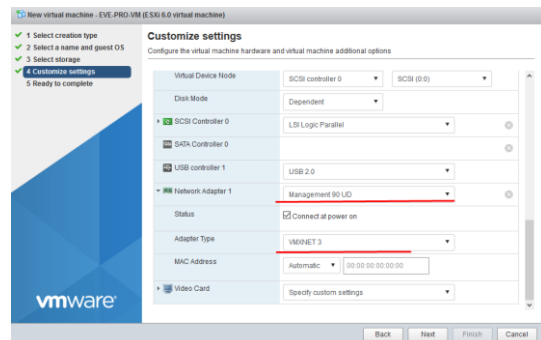 New virtual machine - EVE-PRO-VM (ESXi 6.0 virtual machine)
1 Select creation type
2 Select a name and guest OS
3 Select storage
4 Customize settings
5 Ready to complete
Customize settings
Configure the virtual machine hardware and virtual machine additional options
Virtual Device Node SCSI controller 0 SCSI (0:0)
Disk Mode Dependent
SCSI Controller 0 LSI Logic Parallel
SATA Controller 0
USB controller 1 USB 2.0
Network Adapter 1 Management 90 UD
Status Connect at power on
Adapter Type VMXNET 3
MAC Address Automatic 00:00:00:00:00:00
Video Card Specify custom settings
vmware
Back Next Finish Cancel